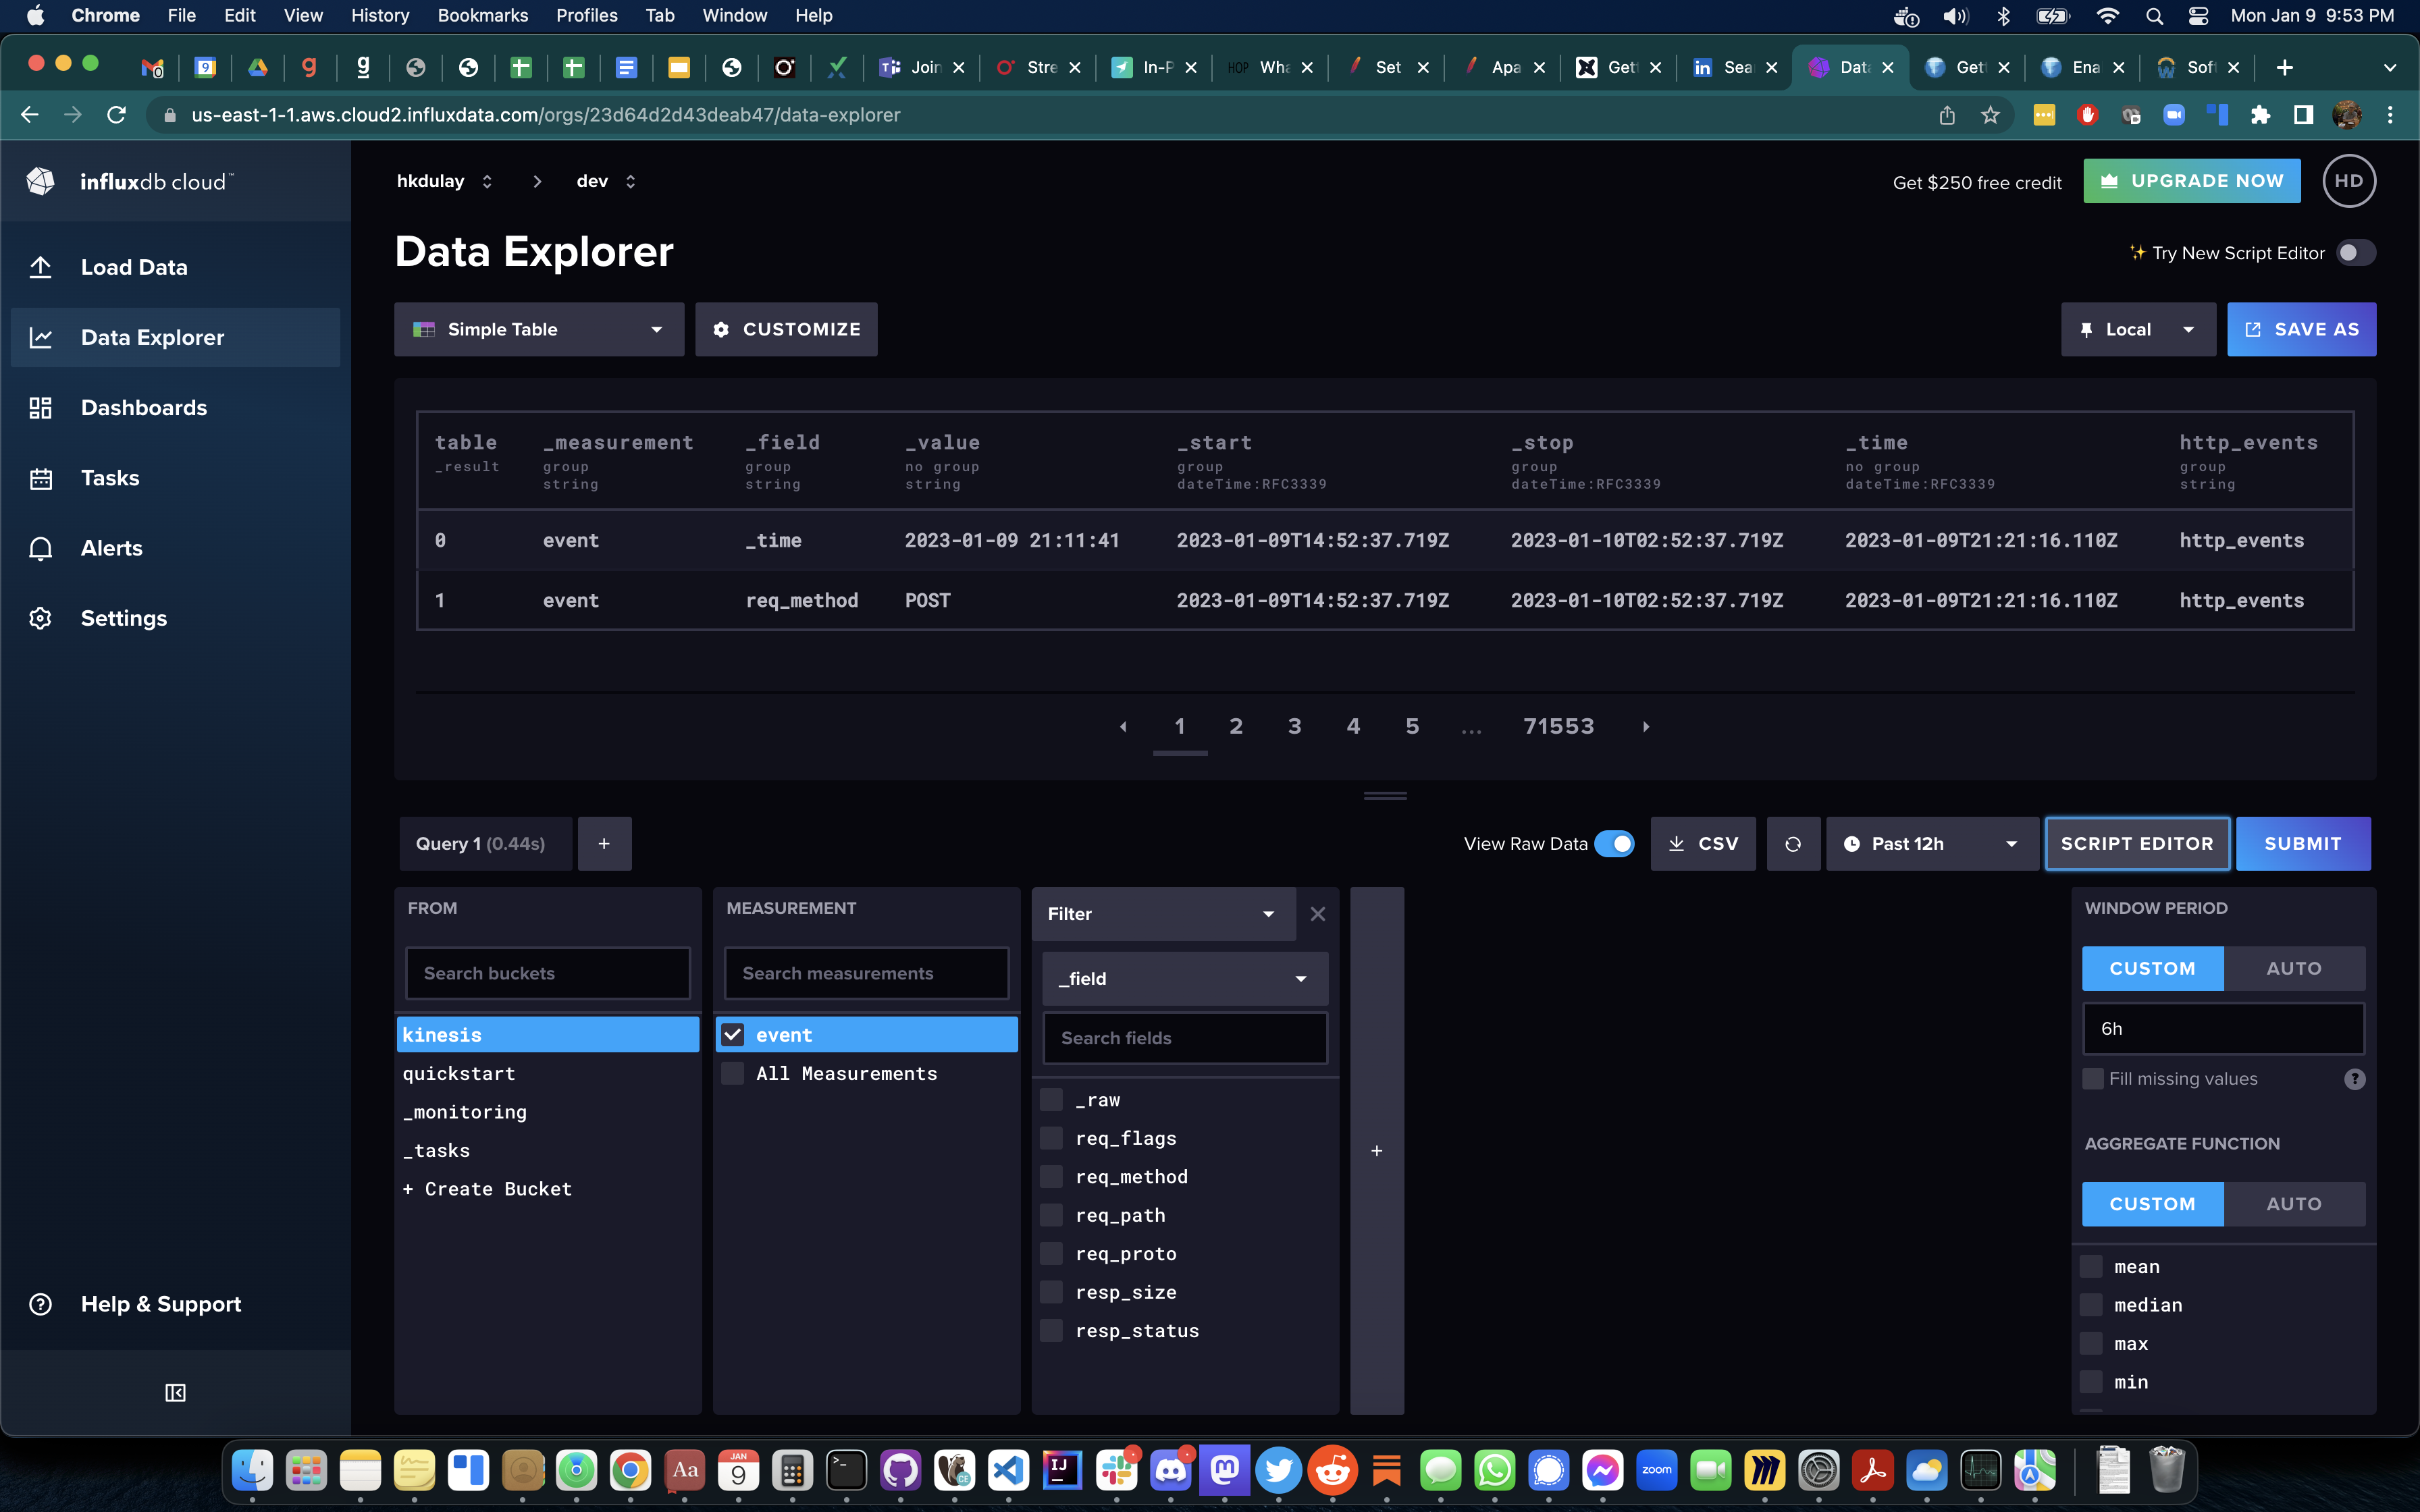 Chrome File Edit View History Bookmarks Profiles Tab Window Help Mon Jan 9 9:53 PM
Join Stre In-P HOP Wha Set Apa Get Sea Data Get Ena Soft
us-east-1-1.aws.cloud2.influxdata.com/orgs/23d64d2d43deab47/data-explorer
influxdb cloud™
hkdulay > dev Get $250 free credit UPGRADE NOW HD
Load Data
Data Explorer
Dashboards
Tasks
Alerts
Settings
Help & Support
Data Explorer
✨ Try New Script Editor
Simple Table CUSTOMIZE Local SAVE AS
table _measurement _field _value _start _stop _time http_events
_result group group no group group group no group group
string string string dateTime:RFC3339 dateTime:RFC3339 dateTime:RFC3339 string
0 event _time 2023-01-09 21:11:41 2023-01-09T14:52:37.719Z 2023-01-10T02:52:37.719Z 2023-01-09T21:21:16.110Z http_events
1 event req_method POST 2023-01-09T14:52:37.719Z 2023-01-10T02:52:37.719Z 2023-01-09T21:21:16.110Z http_events
1 2 3 4 5 ... 71553
Query 1 (0.44s) + View Raw Data CSV Past 12h SCRIPT EDITOR SUBMIT
FROM
Search buckets
kinesis
quickstart
_monitoring
_tasks
+ Create Bucket
MEASUREMENT
Search measurements
event
All Measurements
Filter
_field
Search fields
_raw
req_flags
req_method
req_path
req_proto
resp_size
resp_status
+
WINDOW PERIOD
CUSTOM AUTO
6h
Fill missing values ?
AGGREGATE FUNCTION
CUSTOM AUTO
mean
median
max
min
Aa JAN 9 IJ CE zoom